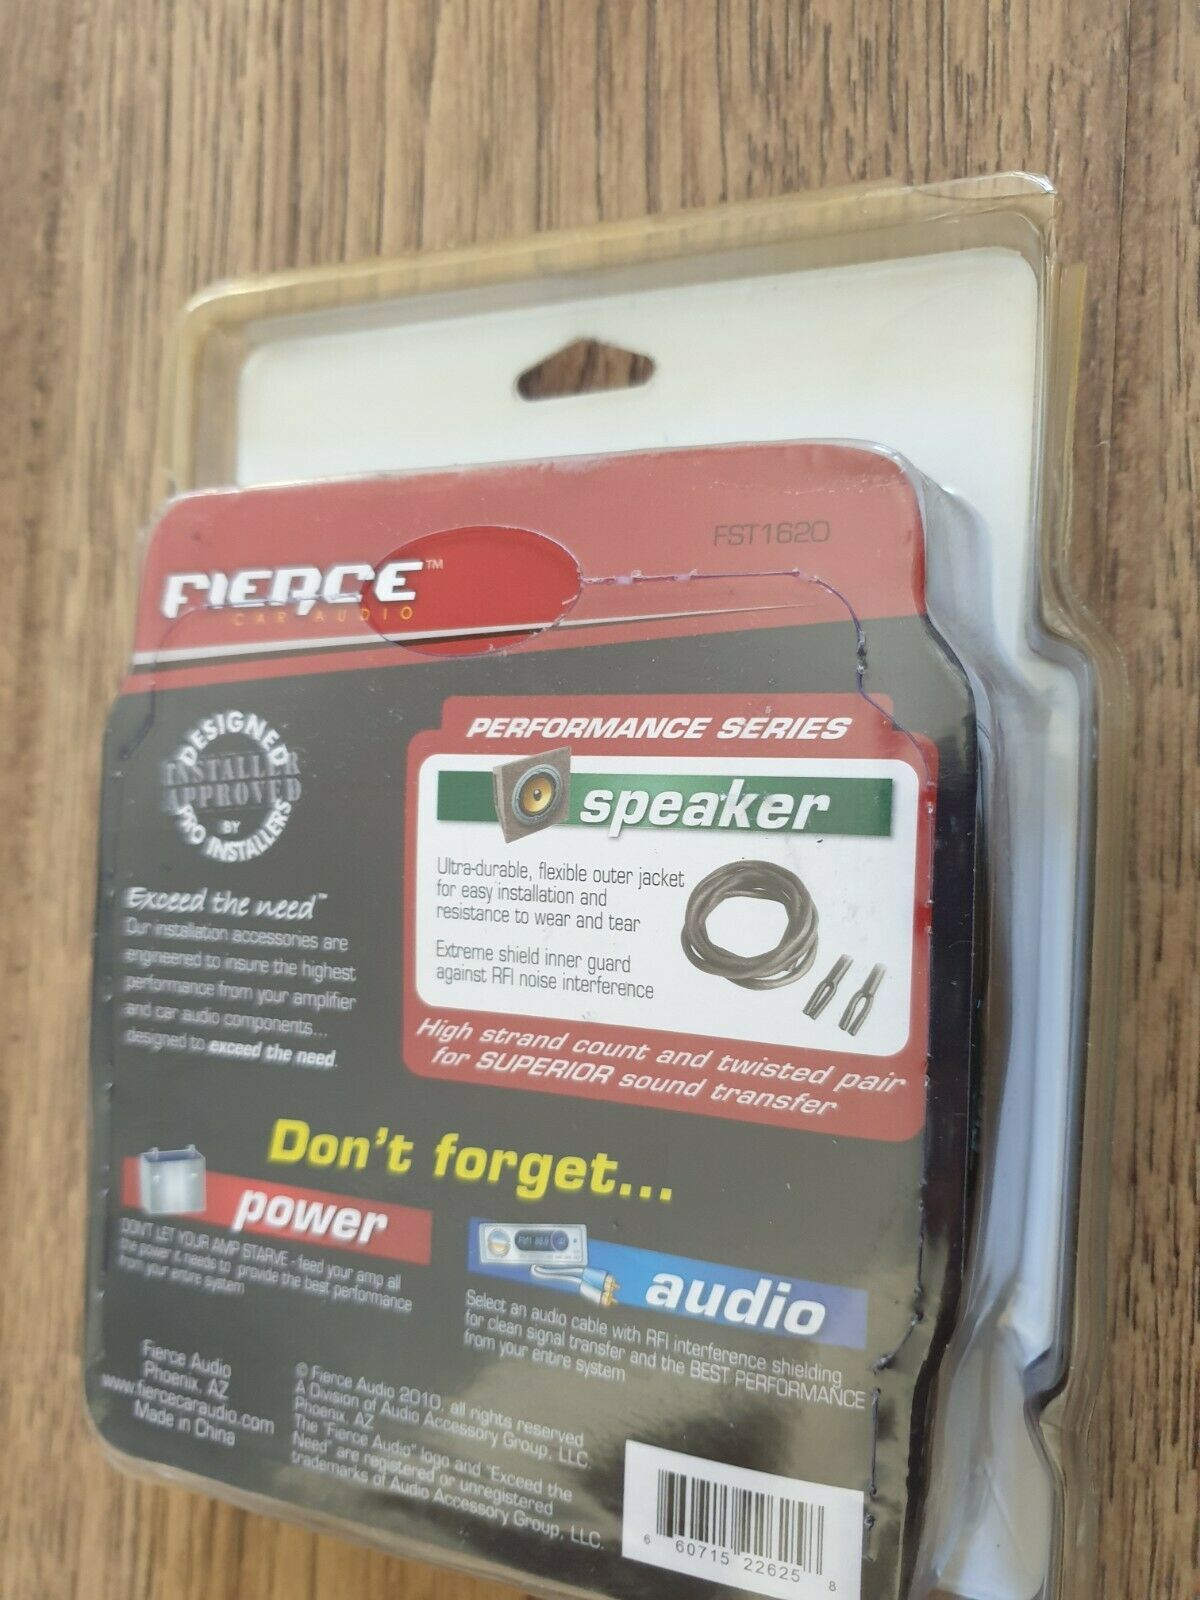 FST1620
FIERCE™
CAR AUDIO
DESIGNED
INSTALLER
APPROVED
BY
PRO INSTALLERS
PERFORMANCE SERIES
speaker
Ultra-durable, flexible outer jacket
for easy installation and
resistance to wear and tear
Extreme shield inner guard
against RFI noise interference
High strand count and twisted pair
for SUPERIOR sound transfer
Exceed the need™
Our installation accessories are
engineered to insure the highest
performance from your amplifier
and car audio components...
designed to exceed the need.
Don't forget...
power
DON'T LET YOUR AMP STARVE - feed your amp all
the power it needs to provide the best performance
from your entire system
audio
Select an audio cable with RFI interference shielding
for clean signal transfer and the BEST PERFORMANCE
from your entire system
Fierce Audio
Phoenix, AZ
www.fiercecaraudio.com
Made in China
© Fierce Audio 2010, all rights reserved
A Division of Audio Accessory Group, LLC.
Phoenix, AZ
The "Fierce Audio" logo and "Exceed the
Need" are registered or unregistered
trademarks of Audio Accessory Group, LLC.
6 60715 22625 8